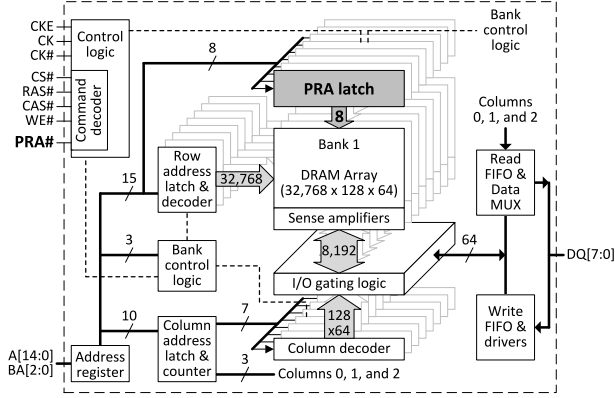 CKE
CK
CK#
CS#
RAS#
CAS#
WE#
PRA#
Control
logic
Command
decoder
8
Bank
control
logic
PRA latch
8
Bank 1
DRAM Array
(32,768 x 128 x 64)
Sense amplifiers
Columns
0, 1, and 2
Read
FIFO &
Data
MUX
15
Row
address
latch &
decoder
32,768
8,192
64
DQ[7:0]
3
Bank
control
logic
I/O gating logic
10
Column
address
latch &
counter
7
128
x64
Column decoder
Write
FIFO &
drivers
3
Columns 0, 1, and 2
A[14:0]
BA[2:0]
Address
register